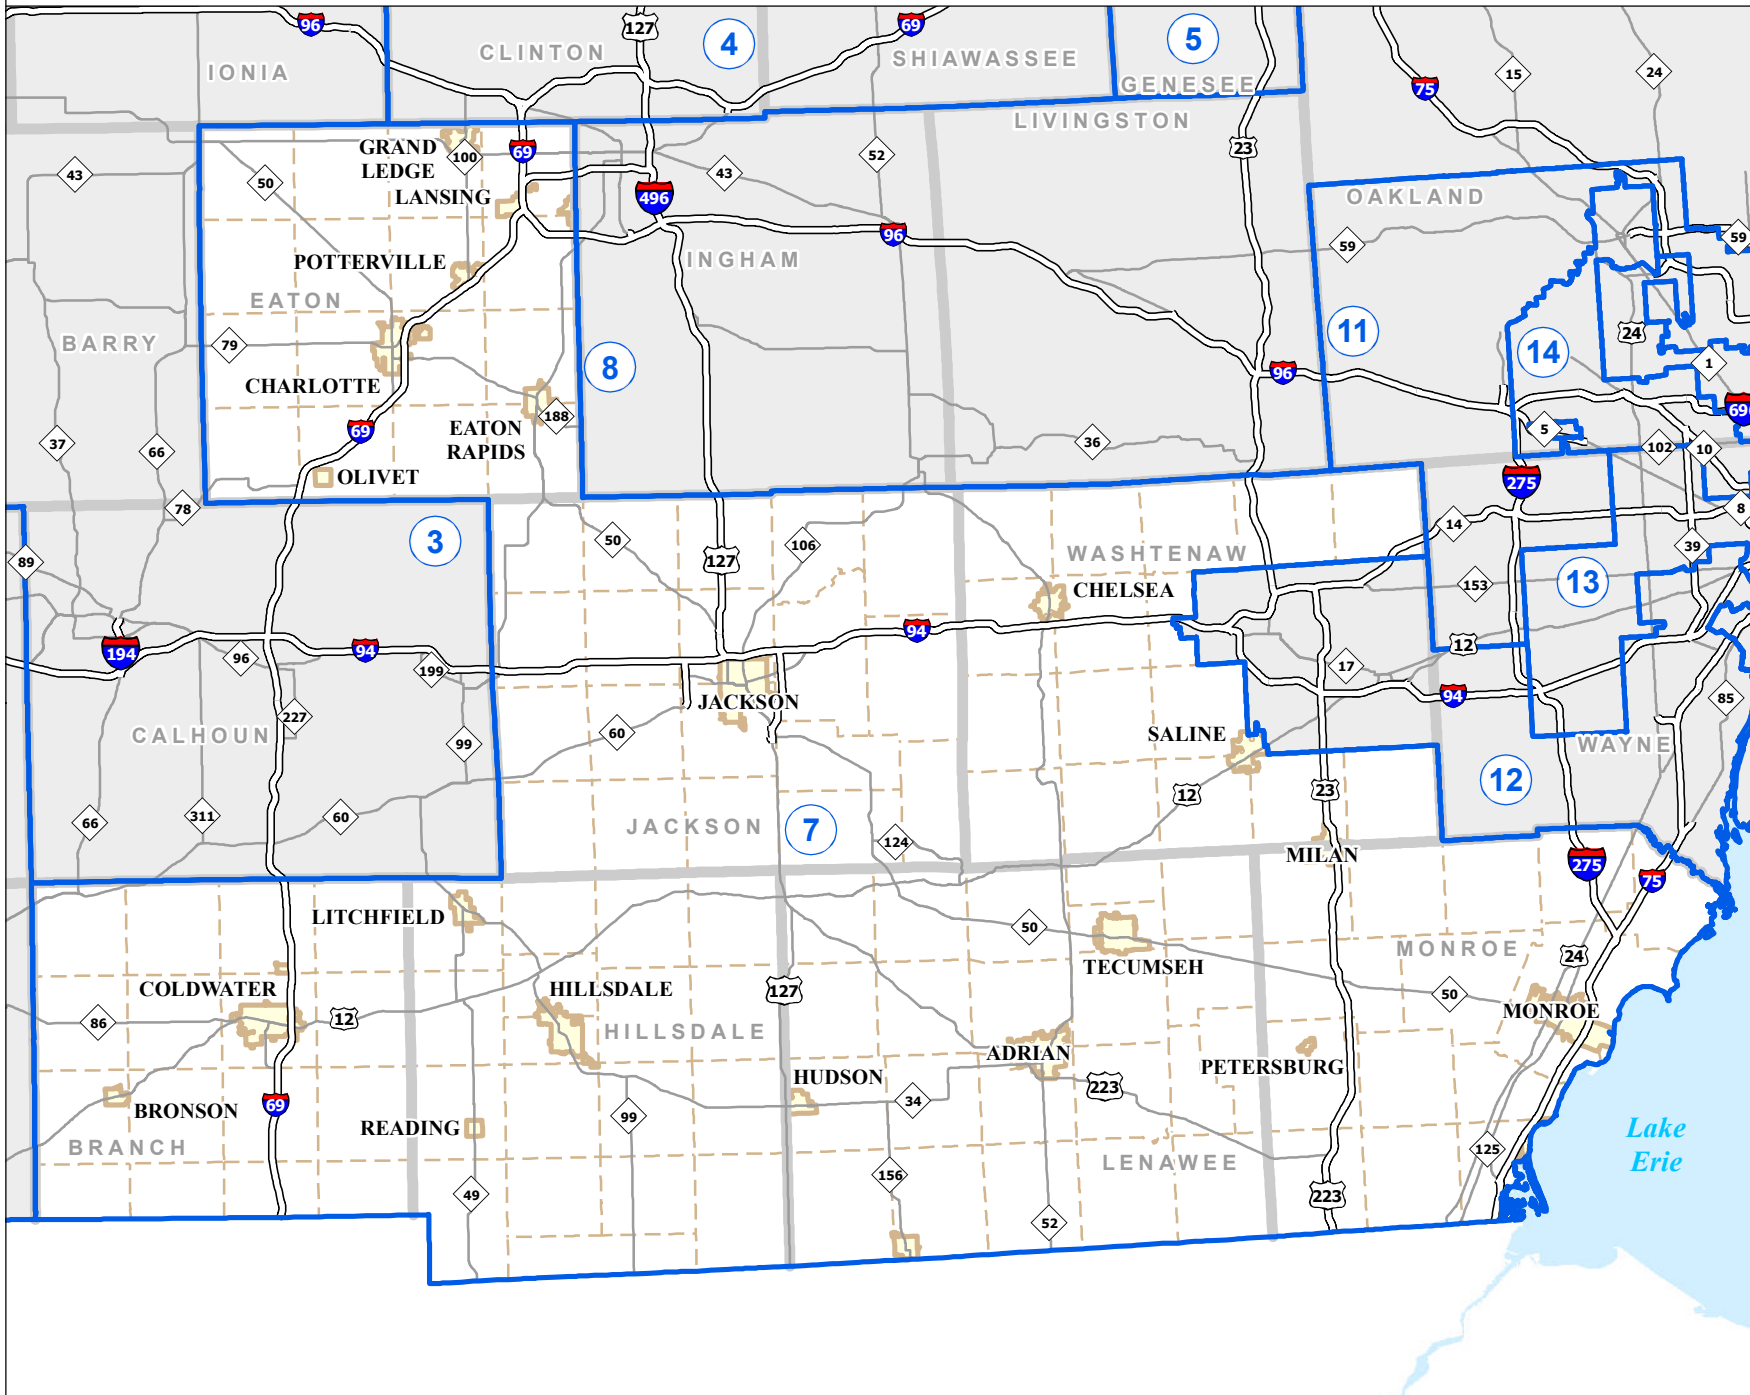 96
127
69
4
5
CLINTON
SHIAWASSEE
IONIA
GENESEE
15
24
75
LIVINGSTON
GRAND
LEDGE
100
69
52
23
43
50
43
LANSING
496
OAKLAND
96
59
59
POTTERVILLE
INGHAM
EATON
BARRY
79
11
24
14
8
1
CHARLOTTE
96
69
188
696
EATON
RAPIDS
5
37
66
36
102
10
OLIVET
275
78
8
3
14
50
106
39
WASHTENAW
89
127
13
153
CHELSEA
94
12
194
94
96
199
17
94
JACKSON
85
227
CALHOUN
60
99
SALINE
WAYNE
12
12
23
66
311
60
JACKSON
7
124
MILAN
275
75
LITCHFIELD
50
MONROE
24
TECUMSEH
COLDWATER
HILLSDALE
127
50
86
12
HILLSDALE
MONROE
ADRIAN
PETERSBURG
HUDSON
223
BRONSON
69
34
99
READING
Lake
Erie
BRANCH
125
LENAWEE
156
49
223
52